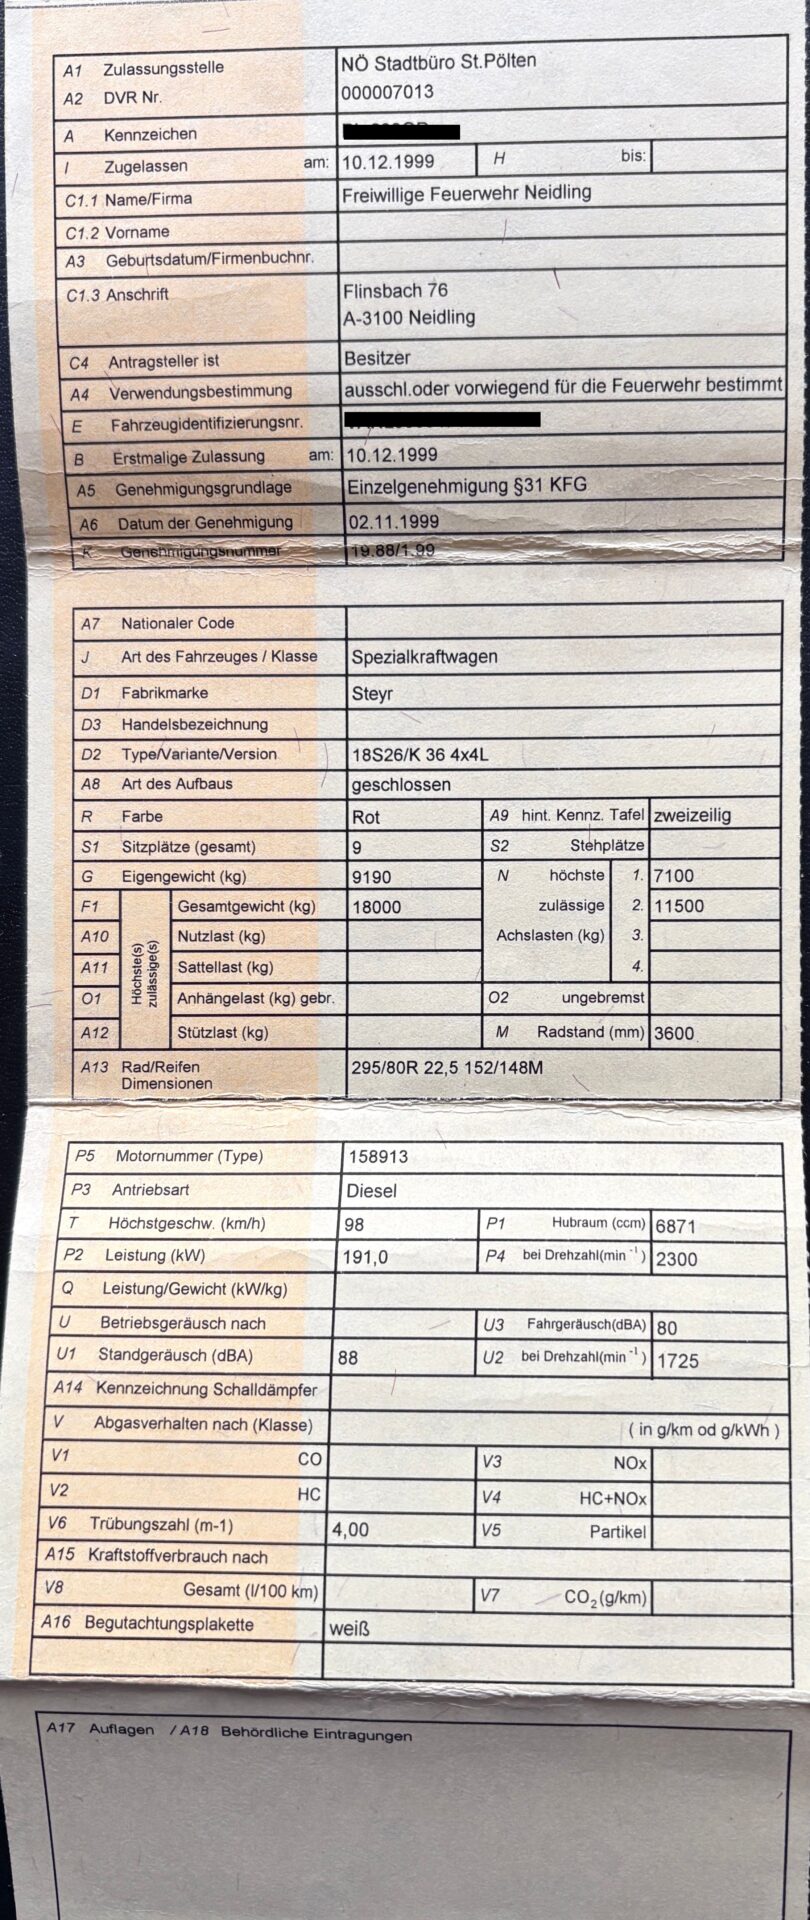 A1 Zulassungsstelle NÖ Stadtbüro St.Pölten
A2 DVR Nr. 000007013
A Kennzeichen
I Zugelassen am: 10.12.1999 H bis:
C1.1 Name/Firma Freiwillige Feuerwehr Neidling
C1.2 Vorname
A3 Geburtsdatum/Firmenbuchnr.
C1.3 Anschrift Flinsbach 76
A-3100 Neidling
C4 Antragsteller ist Besitzer
A4 Verwendungsbestimmung ausschl.oder vorwiegend für die Feuerwehr bestimmt
E Fahrzeugidentifizierungsnr.
B Erstmalige Zulassung am: 10.12.1999
A5 Genehmigungsgrundlage Einzelgenehmigung §31 KFG
A6 Datum der Genehmigung 02.11.1999
K Genehmigungsnummer 19.88/1.99
A7 Nationaler Code
J Art des Fahrzeuges / Klasse Spezialkraftwagen
D1 Fabrikmarke Steyr
D3 Handelsbezeichnung
D2 Type/Variante/Version 18S26/K 36 4x4L
A8 Art des Aufbaus geschlossen
R Farbe Rot A9 hint. Kennz. Tafel zweizeilig
S1 Sitzplätze (gesamt) 9 S2 Stehplätze
G Eigengewicht (kg) 9190 N höchste 1. 7100
F1 Höchste(s) zulässige(s) Gesamtgewicht (kg) 18000 zulässige 2. 11500
A10 Nutzlast (kg) Achslasten (kg) 3.
A11 Sattellast (kg) 4.
O1 Anhängelast (kg) gebr. O2 ungebremst
A12 Stützlast (kg) M Radstand (mm) 3600
A13 Rad/Reifen 295/80R 22,5 152/148M
Dimensionen
P5 Motornummer (Type) 158913
P3 Antriebsart Diesel
T Höchstgeschw. (km/h) 98 P1 Hubraum (ccm) 6871
P2 Leistung (kW) 191,0 P4 bei Drehzahl(min⁻¹) 2300
Q Leistung/Gewicht (kW/kg)
U Betriebsgeräusch nach U3 Fahrgeräusch(dBA) 80
U1 Standgeräusch (dBA) 88 U2 bei Drehzahl(min⁻¹) 1725
A14 Kennzeichnung Schalldämpfer
V Abgasverhalten nach (Klasse) ( in g/km od g/kWh )
V1 CO V3 NOx
V2 HC V4 HC+NOx
V6 Trübungszahl (m-1) 4,00 V5 Partikel
A15 Kraftstoffverbrauch nach
V8 Gesamt (l/100 km) V7 CO₂(g/km)
A16 Begutachtungsplakette weiß
A17 Auflagen / A18 Behördliche Eintragungen